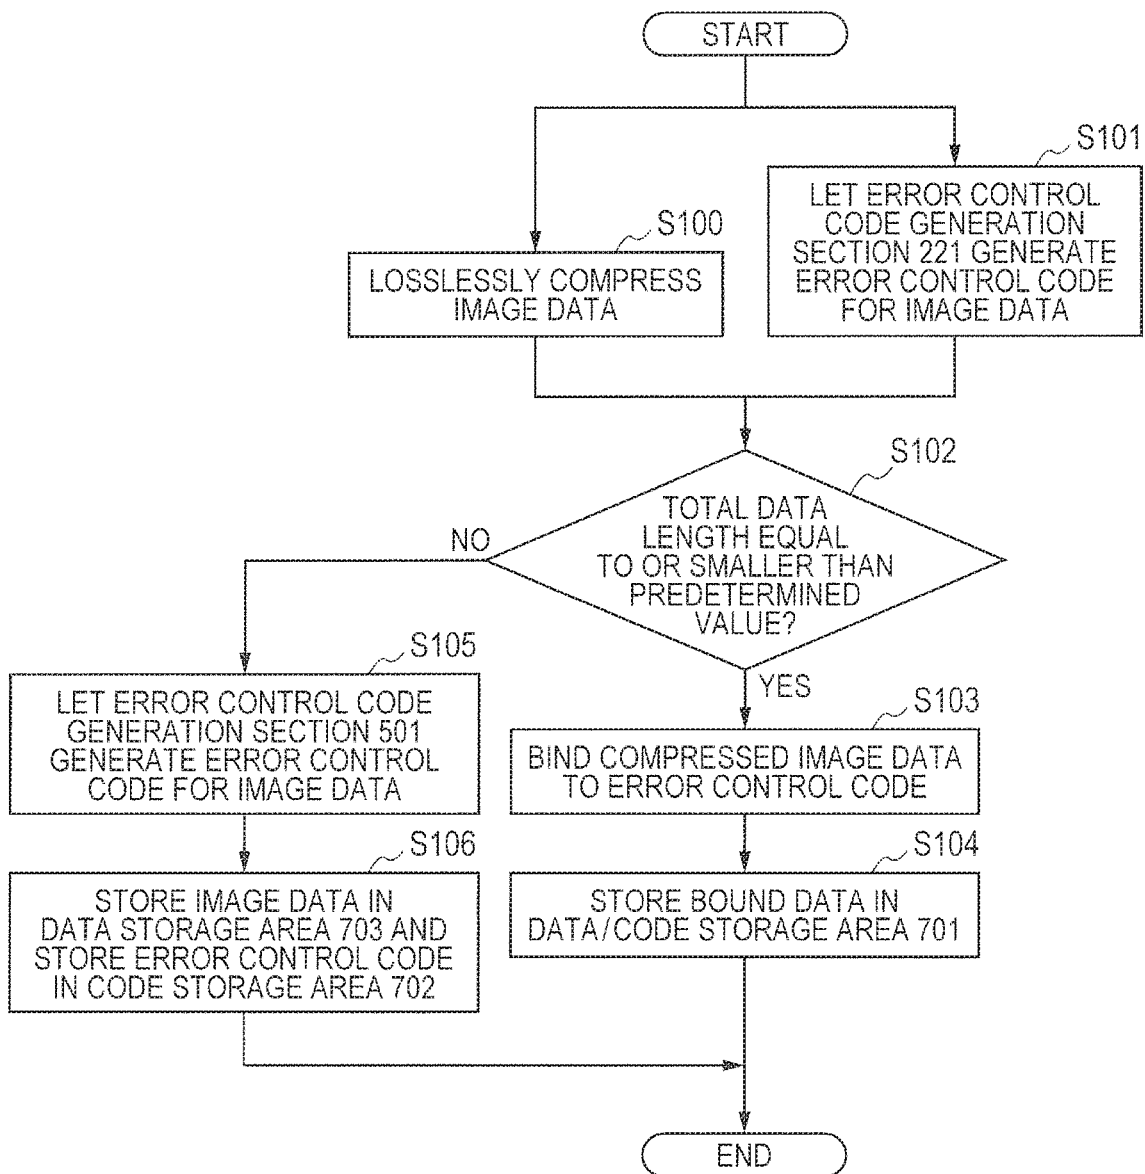 START
S101
LET ERROR CONTROL
CODE GENERATION
SECTION 221 GENERATE
ERROR CONTROL CODE
FOR IMAGE DATA
S100
LOSSLESSLY COMPRESS
IMAGE DATA
S102
TOTAL DATA
LENGTH EQUAL
TO OR SMALLER THAN
PREDETERMINED
VALUE?
NO
YES
S105
LET ERROR CONTROL CODE
GENERATION SECTION 501
GENERATE ERROR CONTROL
CODE FOR IMAGE DATA
S103
BIND COMPRESSED IMAGE DATA
TO ERROR CONTROL CODE
S106
STORE IMAGE DATA IN
DATA STORAGE AREA 703 AND
STORE ERROR CONTROL CODE
IN CODE STORAGE AREA 702
S104
STORE BOUND DATA IN
DATA/CODE STORAGE AREA 701
END